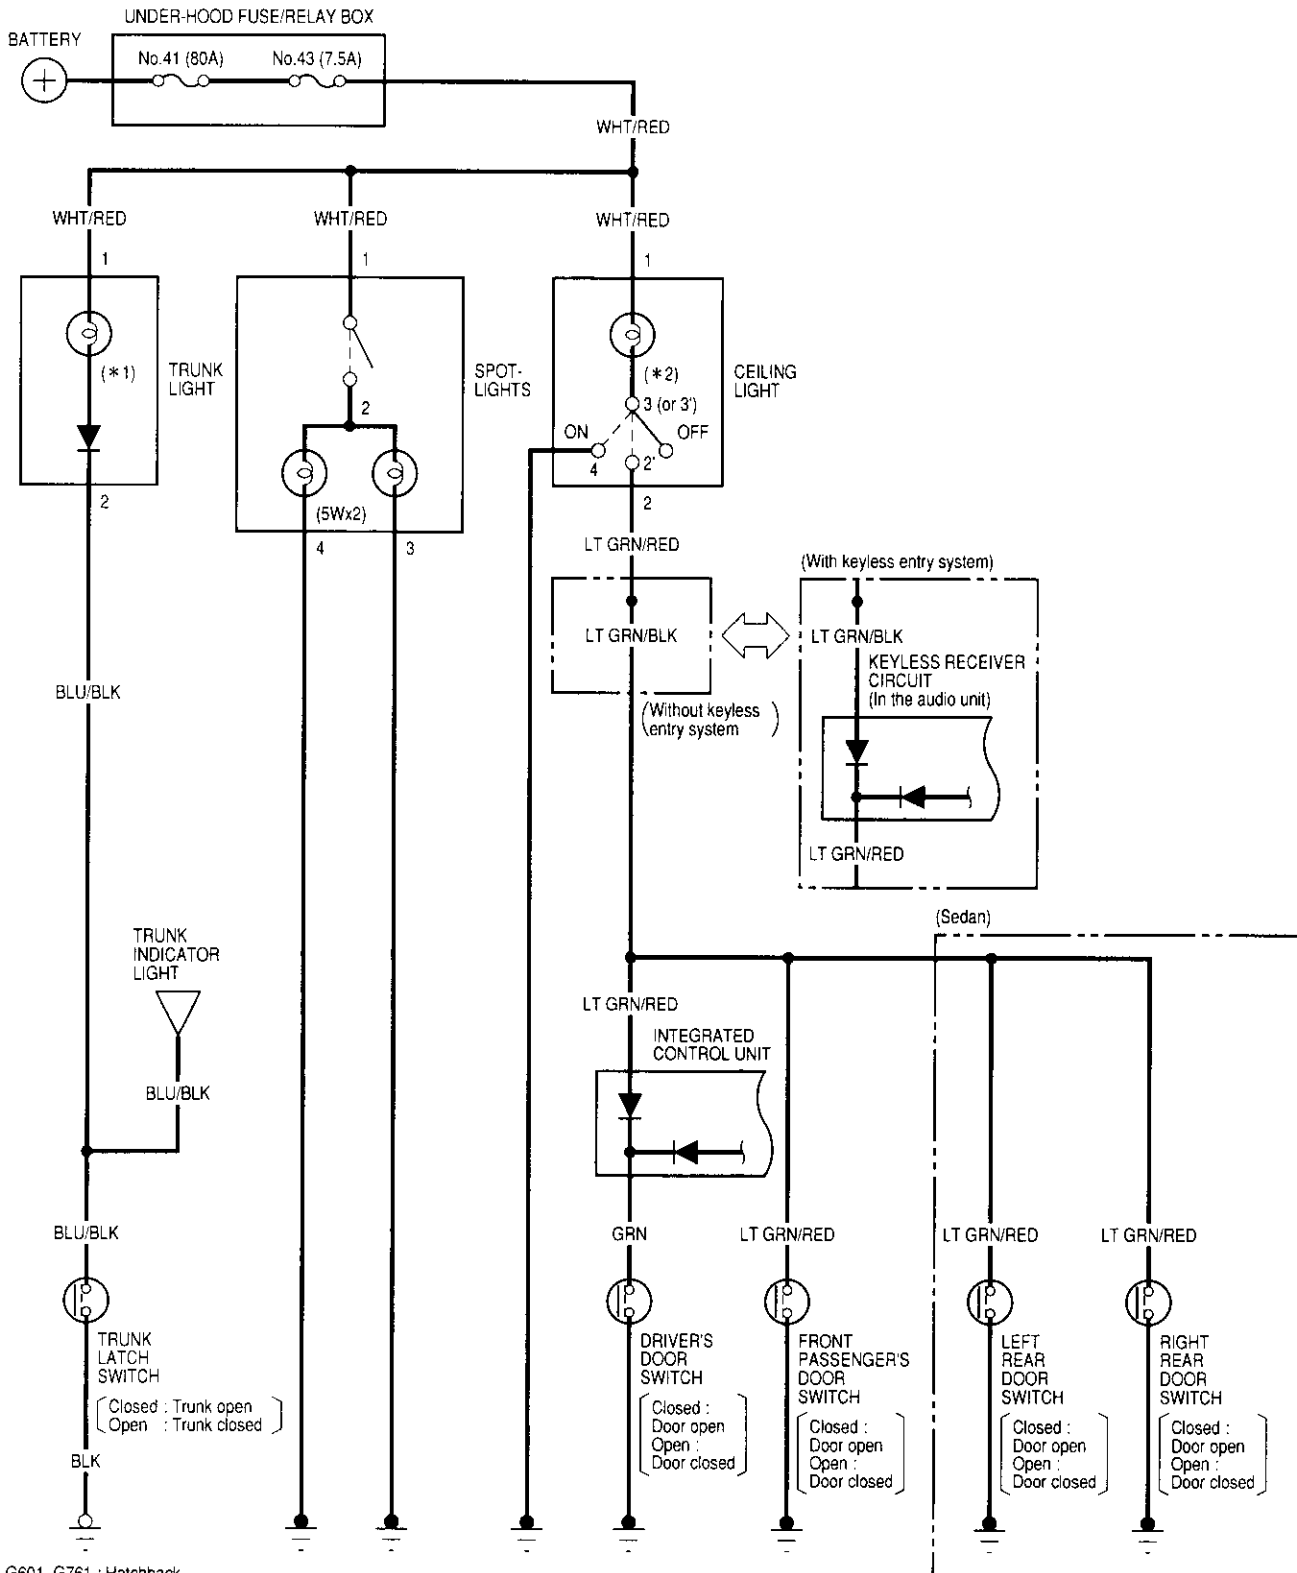 UNDER-HOOD FUSE/RELAY BOX
BATTERY
No.41 (80A)
No.43 (7.5A)
WHT/RED
WHT/RED
WHT/RED
WHT/RED
1
1
1
(*1)
TRUNK
LIGHT
2
SPOT-
LIGHTS
2
(5Wx2)
4
3
(*2)
CEILING
LIGHT
3 (or 3')
ON
OFF
4
2'
2
LT GRN/RED
(With keyless entry system)
LT GRN/BLK
LT GRN/BLK
KEYLESS RECEIVER
CIRCUIT
(In the audio unit)
BLU/BLK
(Without keyless
entry system)
LT GRN/RED
(Sedan)
TRUNK
INDICATOR
LIGHT
LT GRN/RED
INTEGRATED
CONTROL UNIT
BLU/BLK
BLU/BLK
GRN
LT GRN/RED
LT GRN/RED
LT GRN/RED
TRUNK
LATCH
SWITCH
Closed : Trunk open
Open : Trunk closed
BLK
DRIVER'S
DOOR
SWITCH
Closed :
Door open
Open :
Door closed
FRONT
PASSENGER'S
DOOR
SWITCH
Closed :
Door open
Open :
Door closed
LEFT
REAR
DOOR
SWITCH
Closed :
Door open
Open :
Door closed
RIGHT
REAR
DOOR
SWITCH
Closed :
Door open
Open :
Door closed
G601, G761 : Hatchback